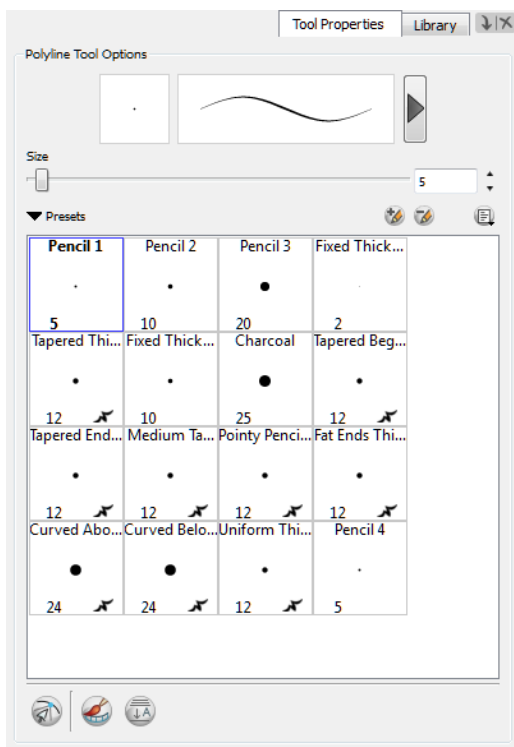 Tool Properties Library
Polyline Tool Options
Size
5
Presets
Pencil 1 Pencil 2 Pencil 3 Fixed Thick...
5 10 20 2
Tapered Thi... Fixed Thick... Charcoal Tapered Beg...
12 10 25 12
Tapered End... Medium Ta... Pointy Penci... Fat Ends Thi...
12 12 12 12
Curved Abo... Curved Belo... Uniform Thi... Pencil 4
24 24 12 5
A